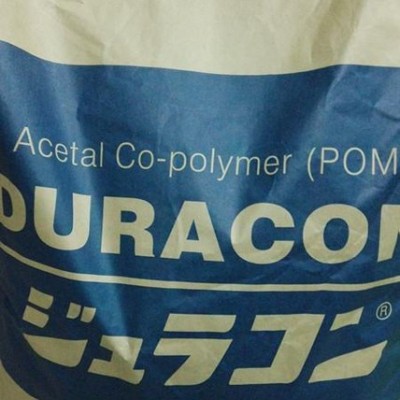 Acetal Co-polymer (POM
DURACON
ジュラコン®